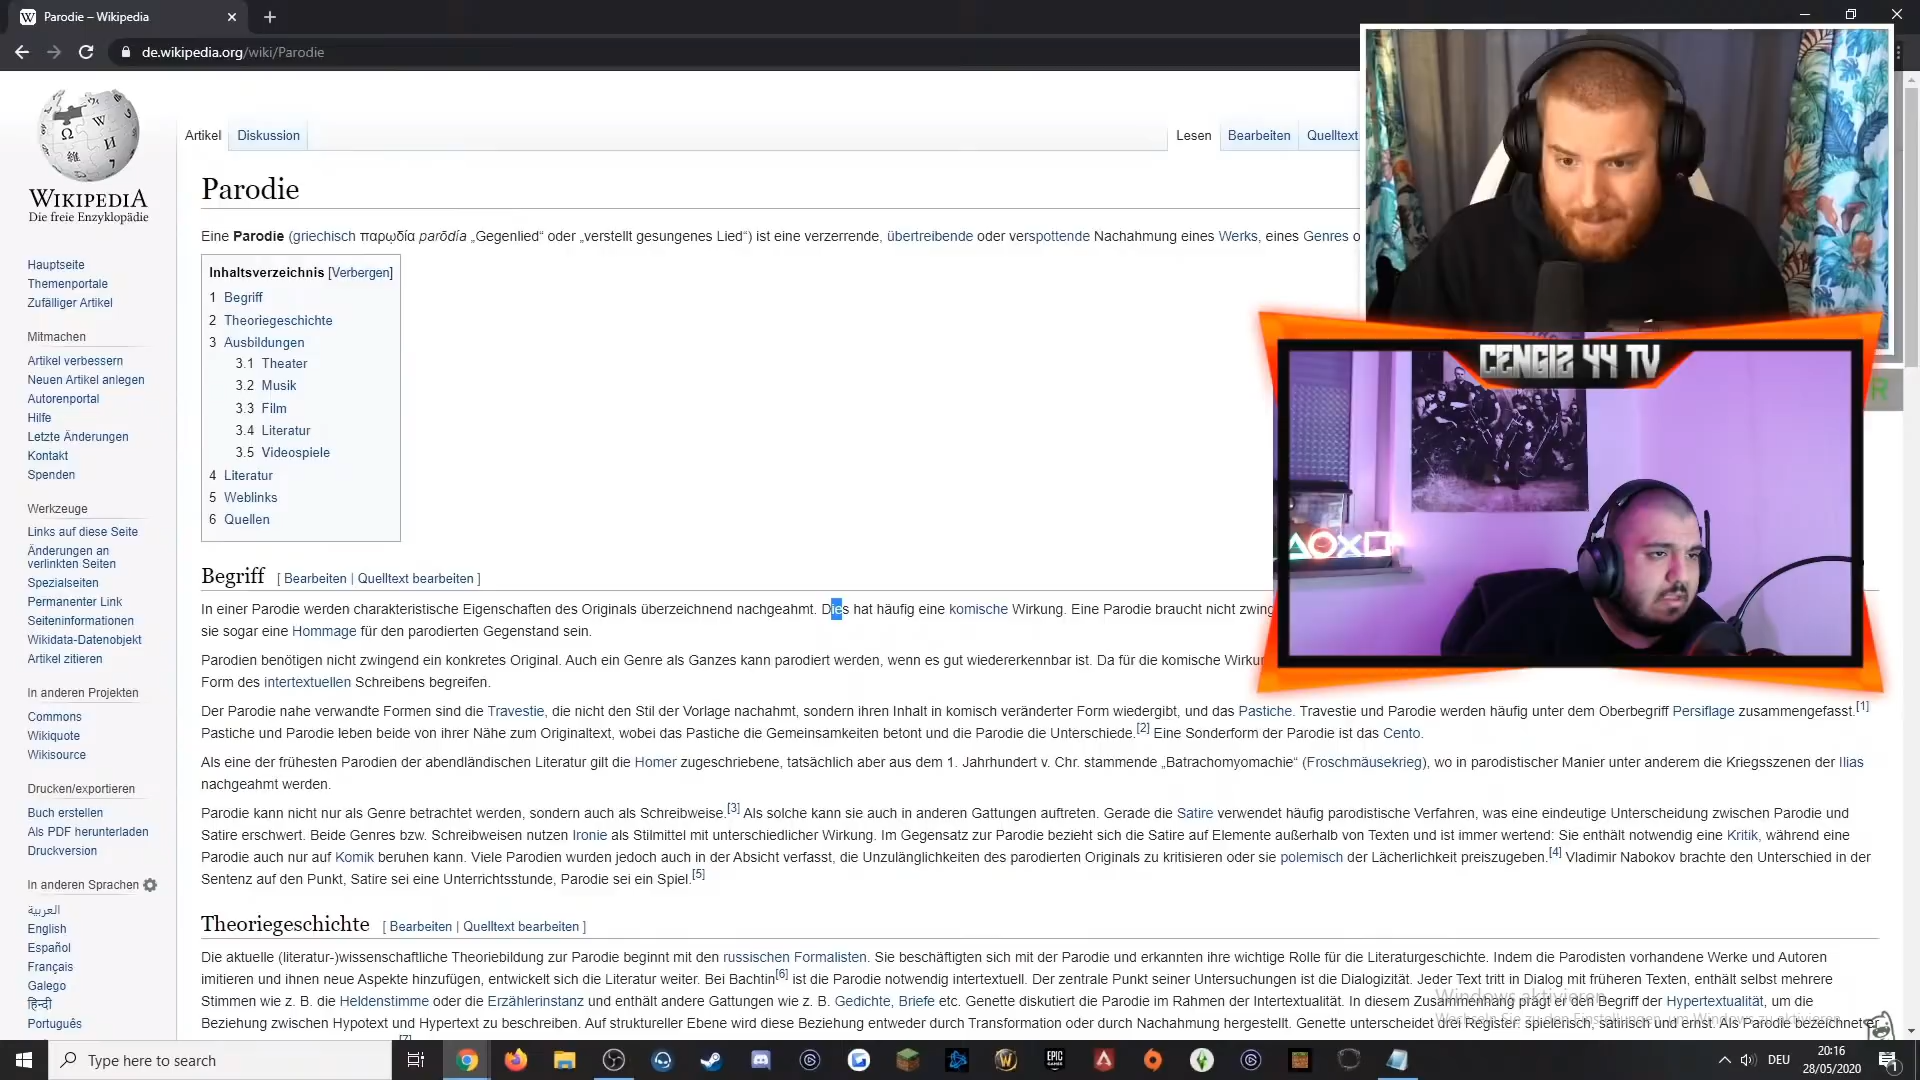 Parodie – Wikipedia
de.wikipedia.org/wiki/Parodie
WIKIPEDIA
Die freie Enzyklopädie
Hauptseite
Themenportale
Zufälliger Artikel
Mitmachen
Artikel verbessern
Neuen Artikel anlegen
Autorenportal
Hilfe
Letzte Änderungen
Kontakt
Spenden
Werkzeuge
Links auf diese Seite
Änderungen an
verlinkten Seiten
Spezialseiten
Permanenter Link
Seiteninformationen
Wikidata-Datenobjekt
Artikel zitieren
In anderen Projekten
Commons
Wikiquote
Wikisource
Drucken/exportieren
Buch erstellen
Als PDF herunterladen
Druckversion
In anderen Sprachen
العربية
English
Español
Français
Galego
हिन्दी
Português
Artikel Diskussion Lesen Bearbeiten Quelltext
Parodie
Eine Parodie (griechisch παρῳδία parōdía „Gegenlied“ oder „verstellt gesungenes Lied“) ist eine verzerrende, übertreibende oder verspottende Nachahmung eines Werks, eines Genres o
Inhaltsverzeichnis [Verbergen]
1 Begriff
2 Theoriegeschichte
3 Ausbildungen
3.1 Theater
3.2 Musik
3.3 Film
3.4 Literatur
3.5 Videospiele
4 Literatur
5 Weblinks
6 Quellen
CENGIZ 44 TV
R
Begriff [ Bearbeiten | Quelltext bearbeiten ]
In einer Parodie werden charakteristische Eigenschaften des Originals überzeichnend nachgeahmt. Dies hat häufig eine komische Wirkung. Eine Parodie braucht nicht zwing
sie sogar eine Hommage für den parodierten Gegenstand sein.
Parodien benötigen nicht zwingend ein konkretes Original. Auch ein Genre als Ganzes kann parodiert werden, wenn es gut wiedererkennbar ist. Da für die komische Wirku
Form des intertextuellen Schreibens begreifen.
Der Parodie nahe verwandte Formen sind die Travestie, die nicht den Stil der Vorlage nachahmt, sondern ihren Inhalt in komisch veränderter Form wiedergibt, und das Pastiche. Travestie und Parodie werden häufig unter dem Oberbegriff Persiflage zusammengefasst.[1]
Pastiche und Parodie leben beide von ihrer Nähe zum Originaltext, wobei das Pastiche die Gemeinsamkeiten betont und die Parodie die Unterschiede.[2] Eine Sonderform der Parodie ist das Cento.
Als eine der frühesten Parodien der abendländischen Literatur gilt die Homer zugeschriebene, tatsächlich aber aus dem 1. Jahrhundert v. Chr. stammende „Batrachomyomachie“ (Froschmäusekrieg), wo in parodistischer Manier unter anderem die Kriegsszenen der Ilias
nachgeahmt werden.
Parodie kann nicht nur als Genre betrachtet werden, sondern auch als Schreibweise.[3] Als solche kann sie auch in anderen Gattungen auftreten. Gerade die Satire verwendet häufig parodistische Verfahren, was eine eindeutige Unterscheidung zwischen Parodie und
Satire erschwert. Beide Genres bzw. Schreibweisen nutzen Ironie als Stilmittel mit unterschiedlicher Wirkung. Im Gegensatz zur Parodie bezieht sich die Satire auf Elemente außerhalb von Texten und ist immer wertend: Sie enthält notwendig eine Kritik, während eine
Parodie auch nur auf Komik beruhen kann. Viele Parodien wurden jedoch auch in der Absicht verfasst, die Unzulänglichkeiten des parodierten Originals zu kritisieren oder sie polemisch der Lächerlichkeit preiszugeben.[4] Vladimir Nabokov brachte den Unterschied in der
Sentenz auf den Punkt, Satire sei eine Unterrichtsstunde, Parodie sei ein Spiel.[5]
Theoriegeschichte [ Bearbeiten | Quelltext bearbeiten ]
Die aktuelle (literatur-)wissenschaftliche Theoriebildung zur Parodie beginnt mit den russischen Formalisten. Sie beschäftigten sich mit der Parodie und erkannten ihre wichtige Rolle für die Literaturgeschichte. Indem die Parodisten vorhandene Werke und Autoren
imitieren und ihnen neue Aspekte hinzufügen, entwickelt sich die Literatur weiter. Bei Bachtin[6] ist die Parodie notwendig intertextuell. Der zentrale Punkt seiner Untersuchungen ist die Dialogizität. Jeder Text tritt in Dialog mit früheren Texten, enthält selbst mehrere
Stimmen wie z. B. die Heldenstimme oder die Erzählerinstanz und enthält andere Gattungen wie z. B. Gedichte, Briefe etc. Genette diskutiert die Parodie im Rahmen der Intertextualität. In diesem Zusammenhang prägt er den Begriff der Hypertextualität, um die
Beziehung zwischen Hypotext und Hypertext zu beschreiben. Auf struktureller Ebene wird diese Beziehung entweder durch Transformation oder durch Nachahmung hergestellt. Genette unterscheidet drei Register: spielerisch, satirisch und ernst. Als Parodie bezeichnet er
[7]
Windows aktivieren
Wechseln Sie zu den Einstellungen, um Windows zu aktivieren.
Type here to search
EPIC
GAMES
DEU
20:16
28/05/2020
1